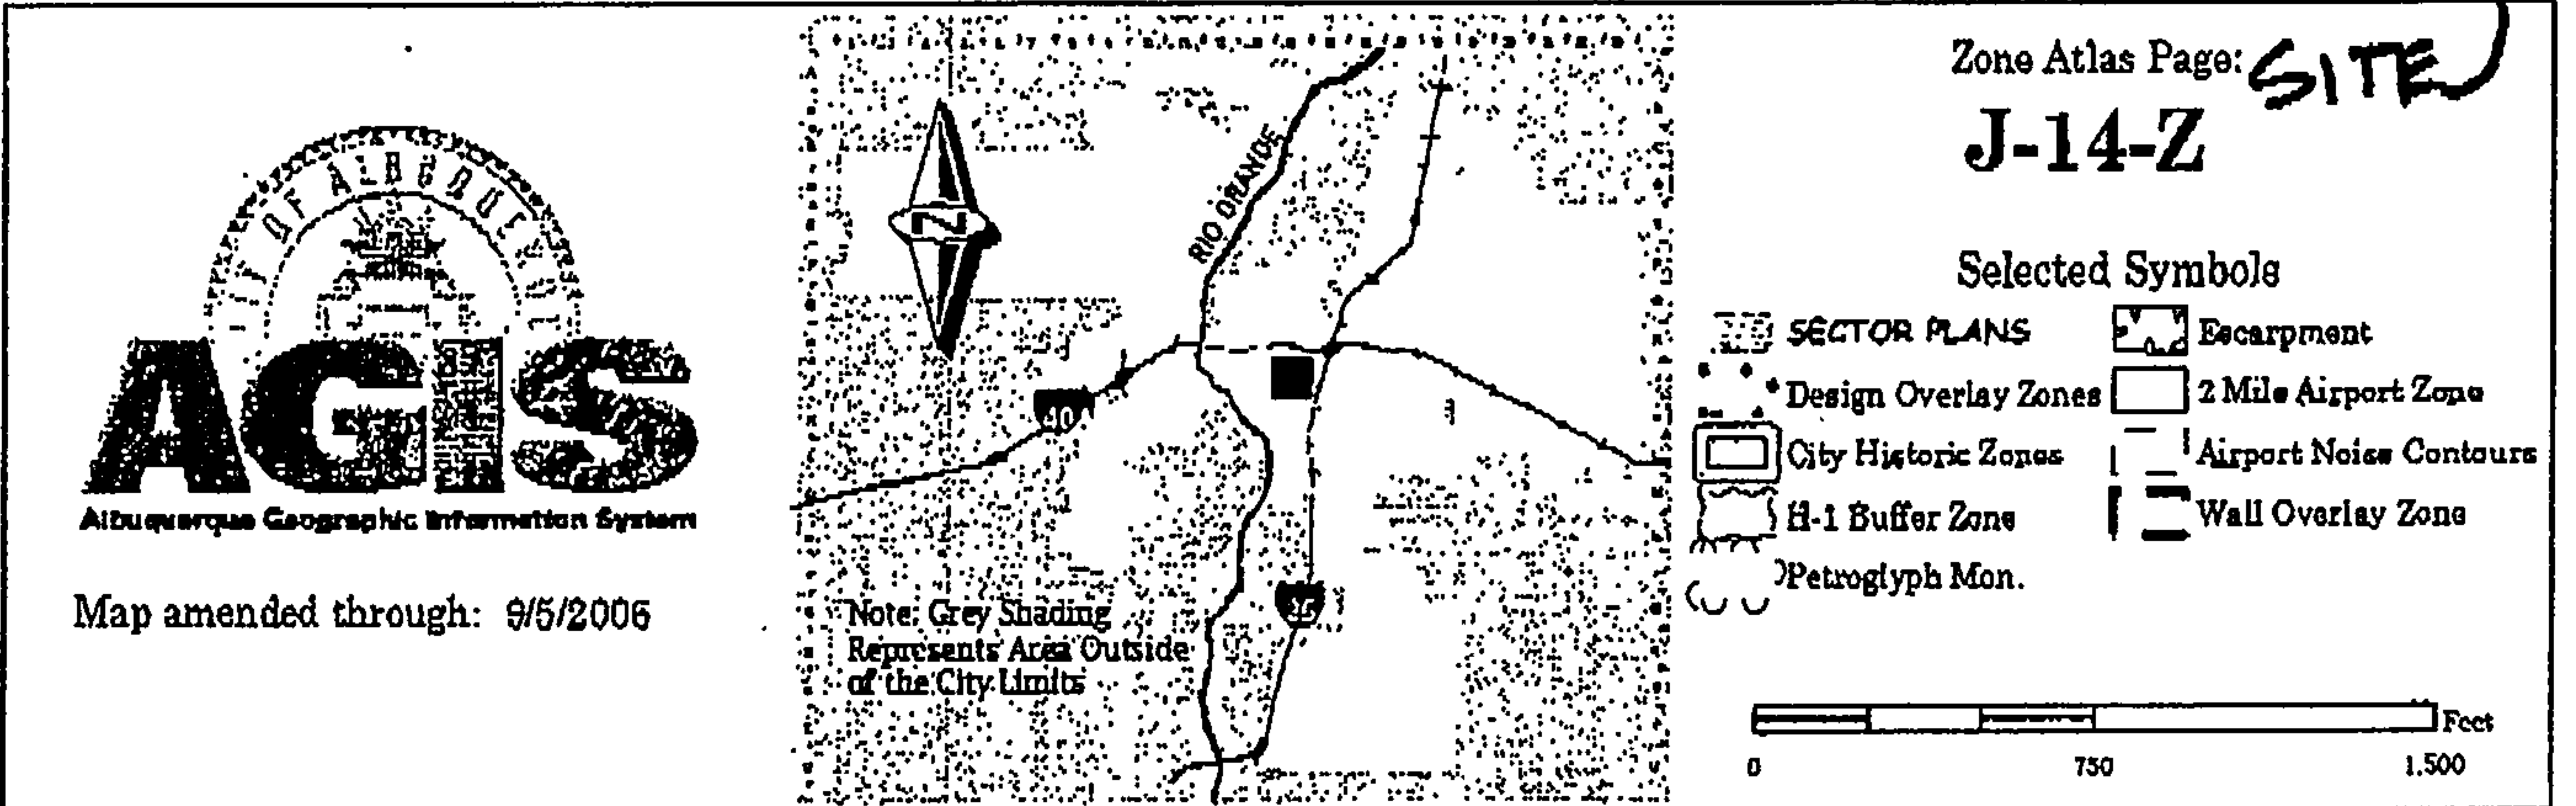 CITY OF ALBUQUERQUE
AGIS
Albuquerque Geographic Information System
Map amended through: 9/5/2006
RIO GRANDE
N
40
25
Note: Grey Shading
Represents Area Outside
of the City Limits
Zone Atlas Page:
SITE
J-14-Z
Selected Symbols
SECTOR PLANS
Escarpment
Design Overlay Zones
2 Mile Airport Zone
City Historic Zones
Airport Noise Contours
H-1 Buffer Zone
Wall Overlay Zone
Petroglyph Mon.
Feet
0 750 1,500